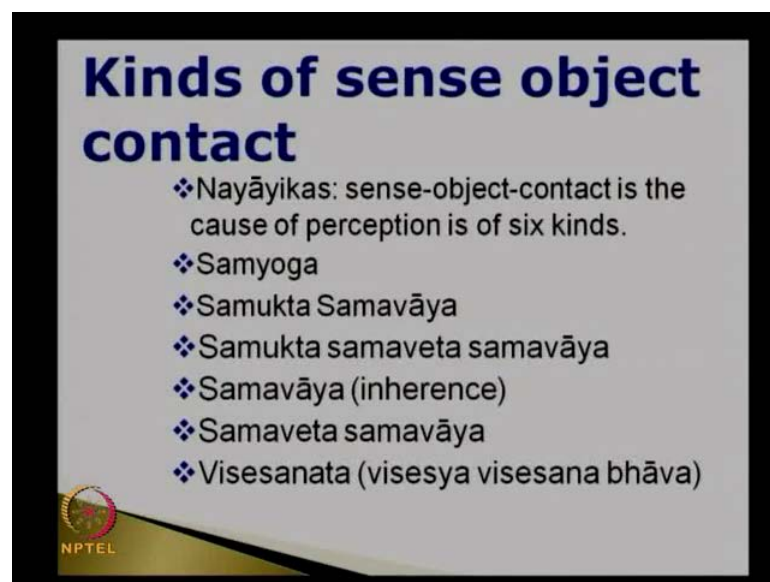 Kinds of sense object
contact
❖Nayāyikas: sense-object-contact is the
cause of perception is of six kinds.
❖Samyoga
❖Samukta Samavāya
❖Samukta samaveta samavāya
❖Samavāya (inherence)
❖Samaveta samavāya
❖Visesanata (visesya visesana bhāva)
NPTEL